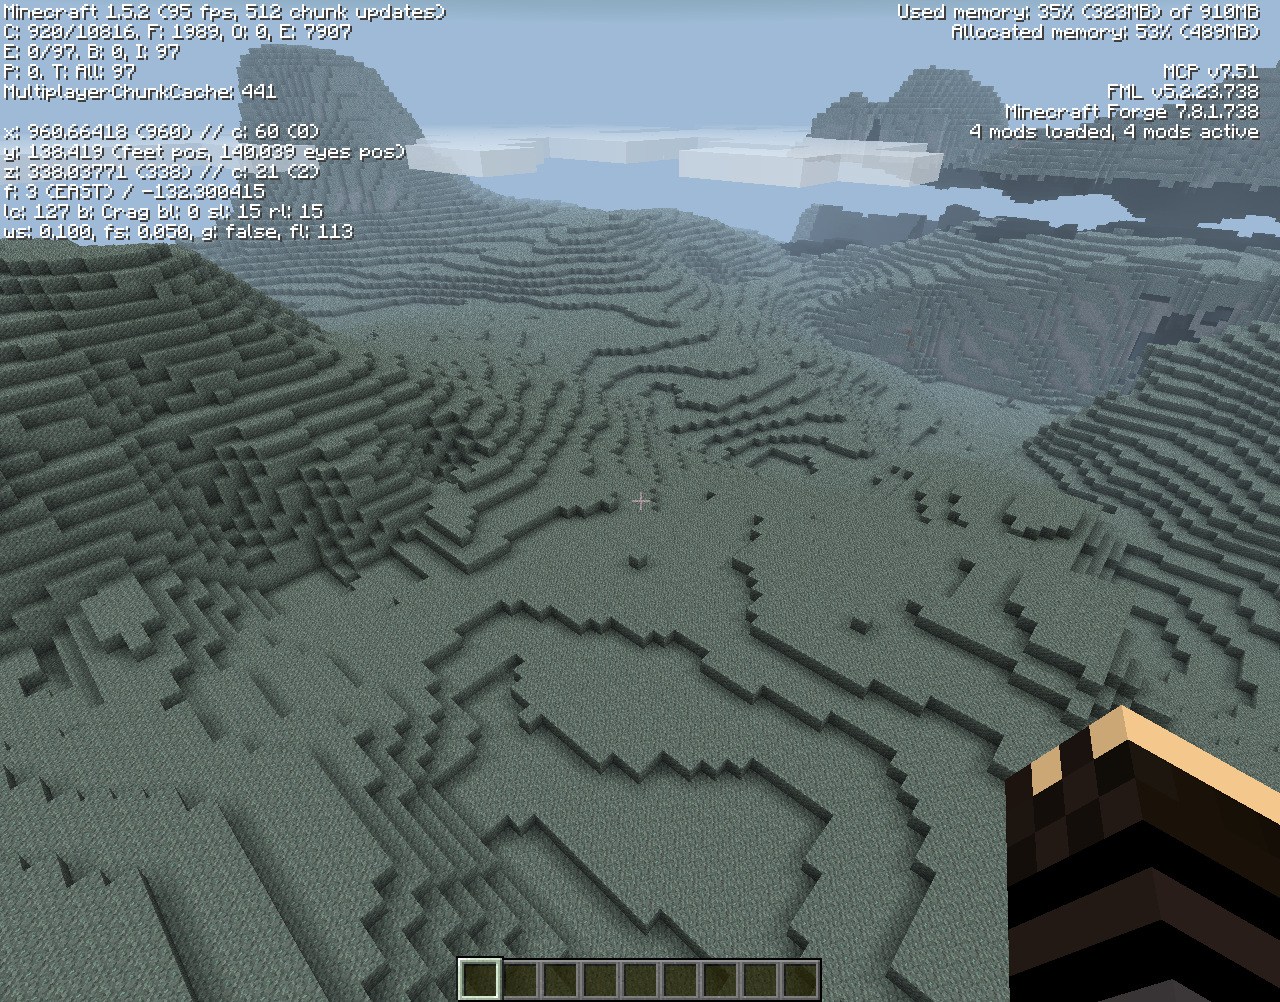 Minecraft 1.5.2 (95 fps, 512 chunk updates)
C: 920/10816. F: 1989, O: 0, E: 7907
E: 0/97. B: 0, I: 97
P: 0. T: All: 97
MultiplayerChunkCache: 441
x: 960.66418 (960) // c: 60 (0)
y: 138.419 (feet pos, 140.039 eyes pos)
z: 338.03771 (338) // c: 21 (2)
f: 3 (EAST) / -132.300415
lc: 127 b: Crag bl: 0 sl: 15 rl: 15
ws: 0.100, fs: 0.050, g: false, fl: 113
Used memory: 35% (323MB) of 910MB
Allocated memory: 53% (489MB)
MCP v7.51
FML v5.2.23.738
Minecraft Forge 7.8.1.738
4 mods loaded, 4 mods active